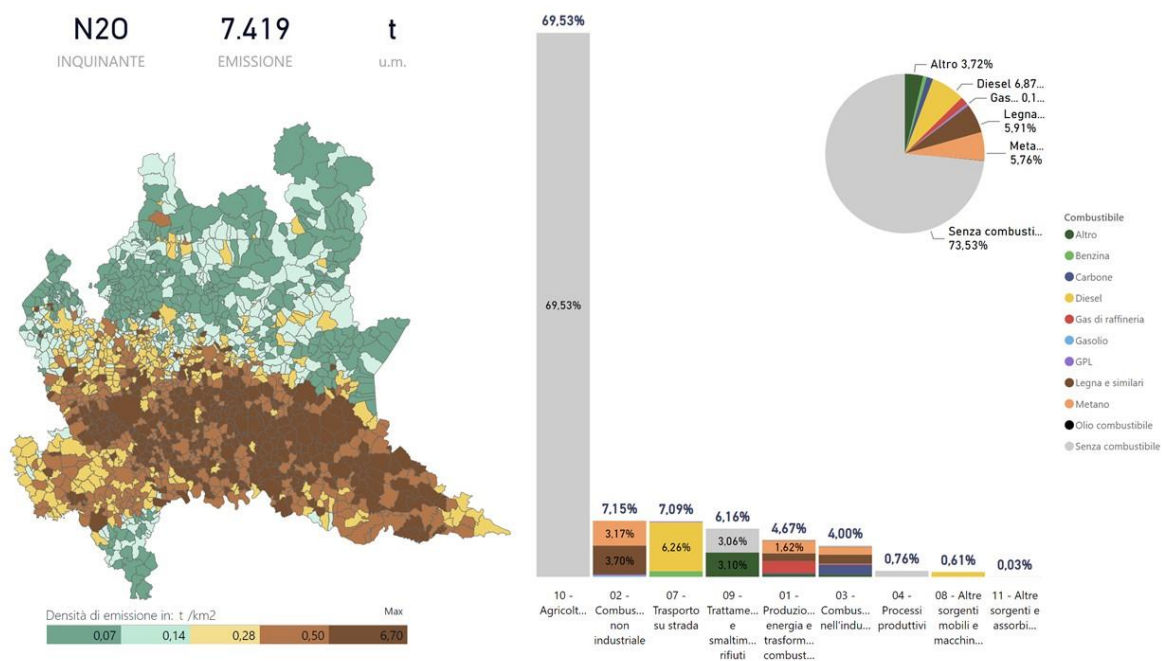 N2O
7.419
t
INQUINANTE
EMISSIONE
u.m.
Densità di emissione in: t /km2
Max
0,07
0,14
0,28
0,50
6,70
69,53%
69,53%
7,15%
3,17%
3,70%
7,09%
6,26%
6,16%
3,06%
3,10%
4,67%
1,62%
4,00%
0,76%
0,61%
0,03%
10 -
Agricolt...
02 -
Combus...
non
industriale
07 -
Trasporto
su strada
09 -
Trattame...
e
smaltim...
rifiuti
01 -
Produzio...
energia e
trasform...
combust...
03 -
Combus...
nell'indu...
04 -
Processi
produttivi
08 - Altre
sorgenti
mobili e
macchin...
11 - Altre
sorgenti e
assorbi...
Altro 3,72%
Diesel 6,87...
Gas... 0,1...
Legna...
5,91%
Meta...
5,76%
Senza combusti...
73,53%
Combustibile
Altro
Benzina
Carbone
Diesel
Gas di raffineria
Gasolio
GPL
Legna e similari
Metano
Olio combustibile
Senza combustibile